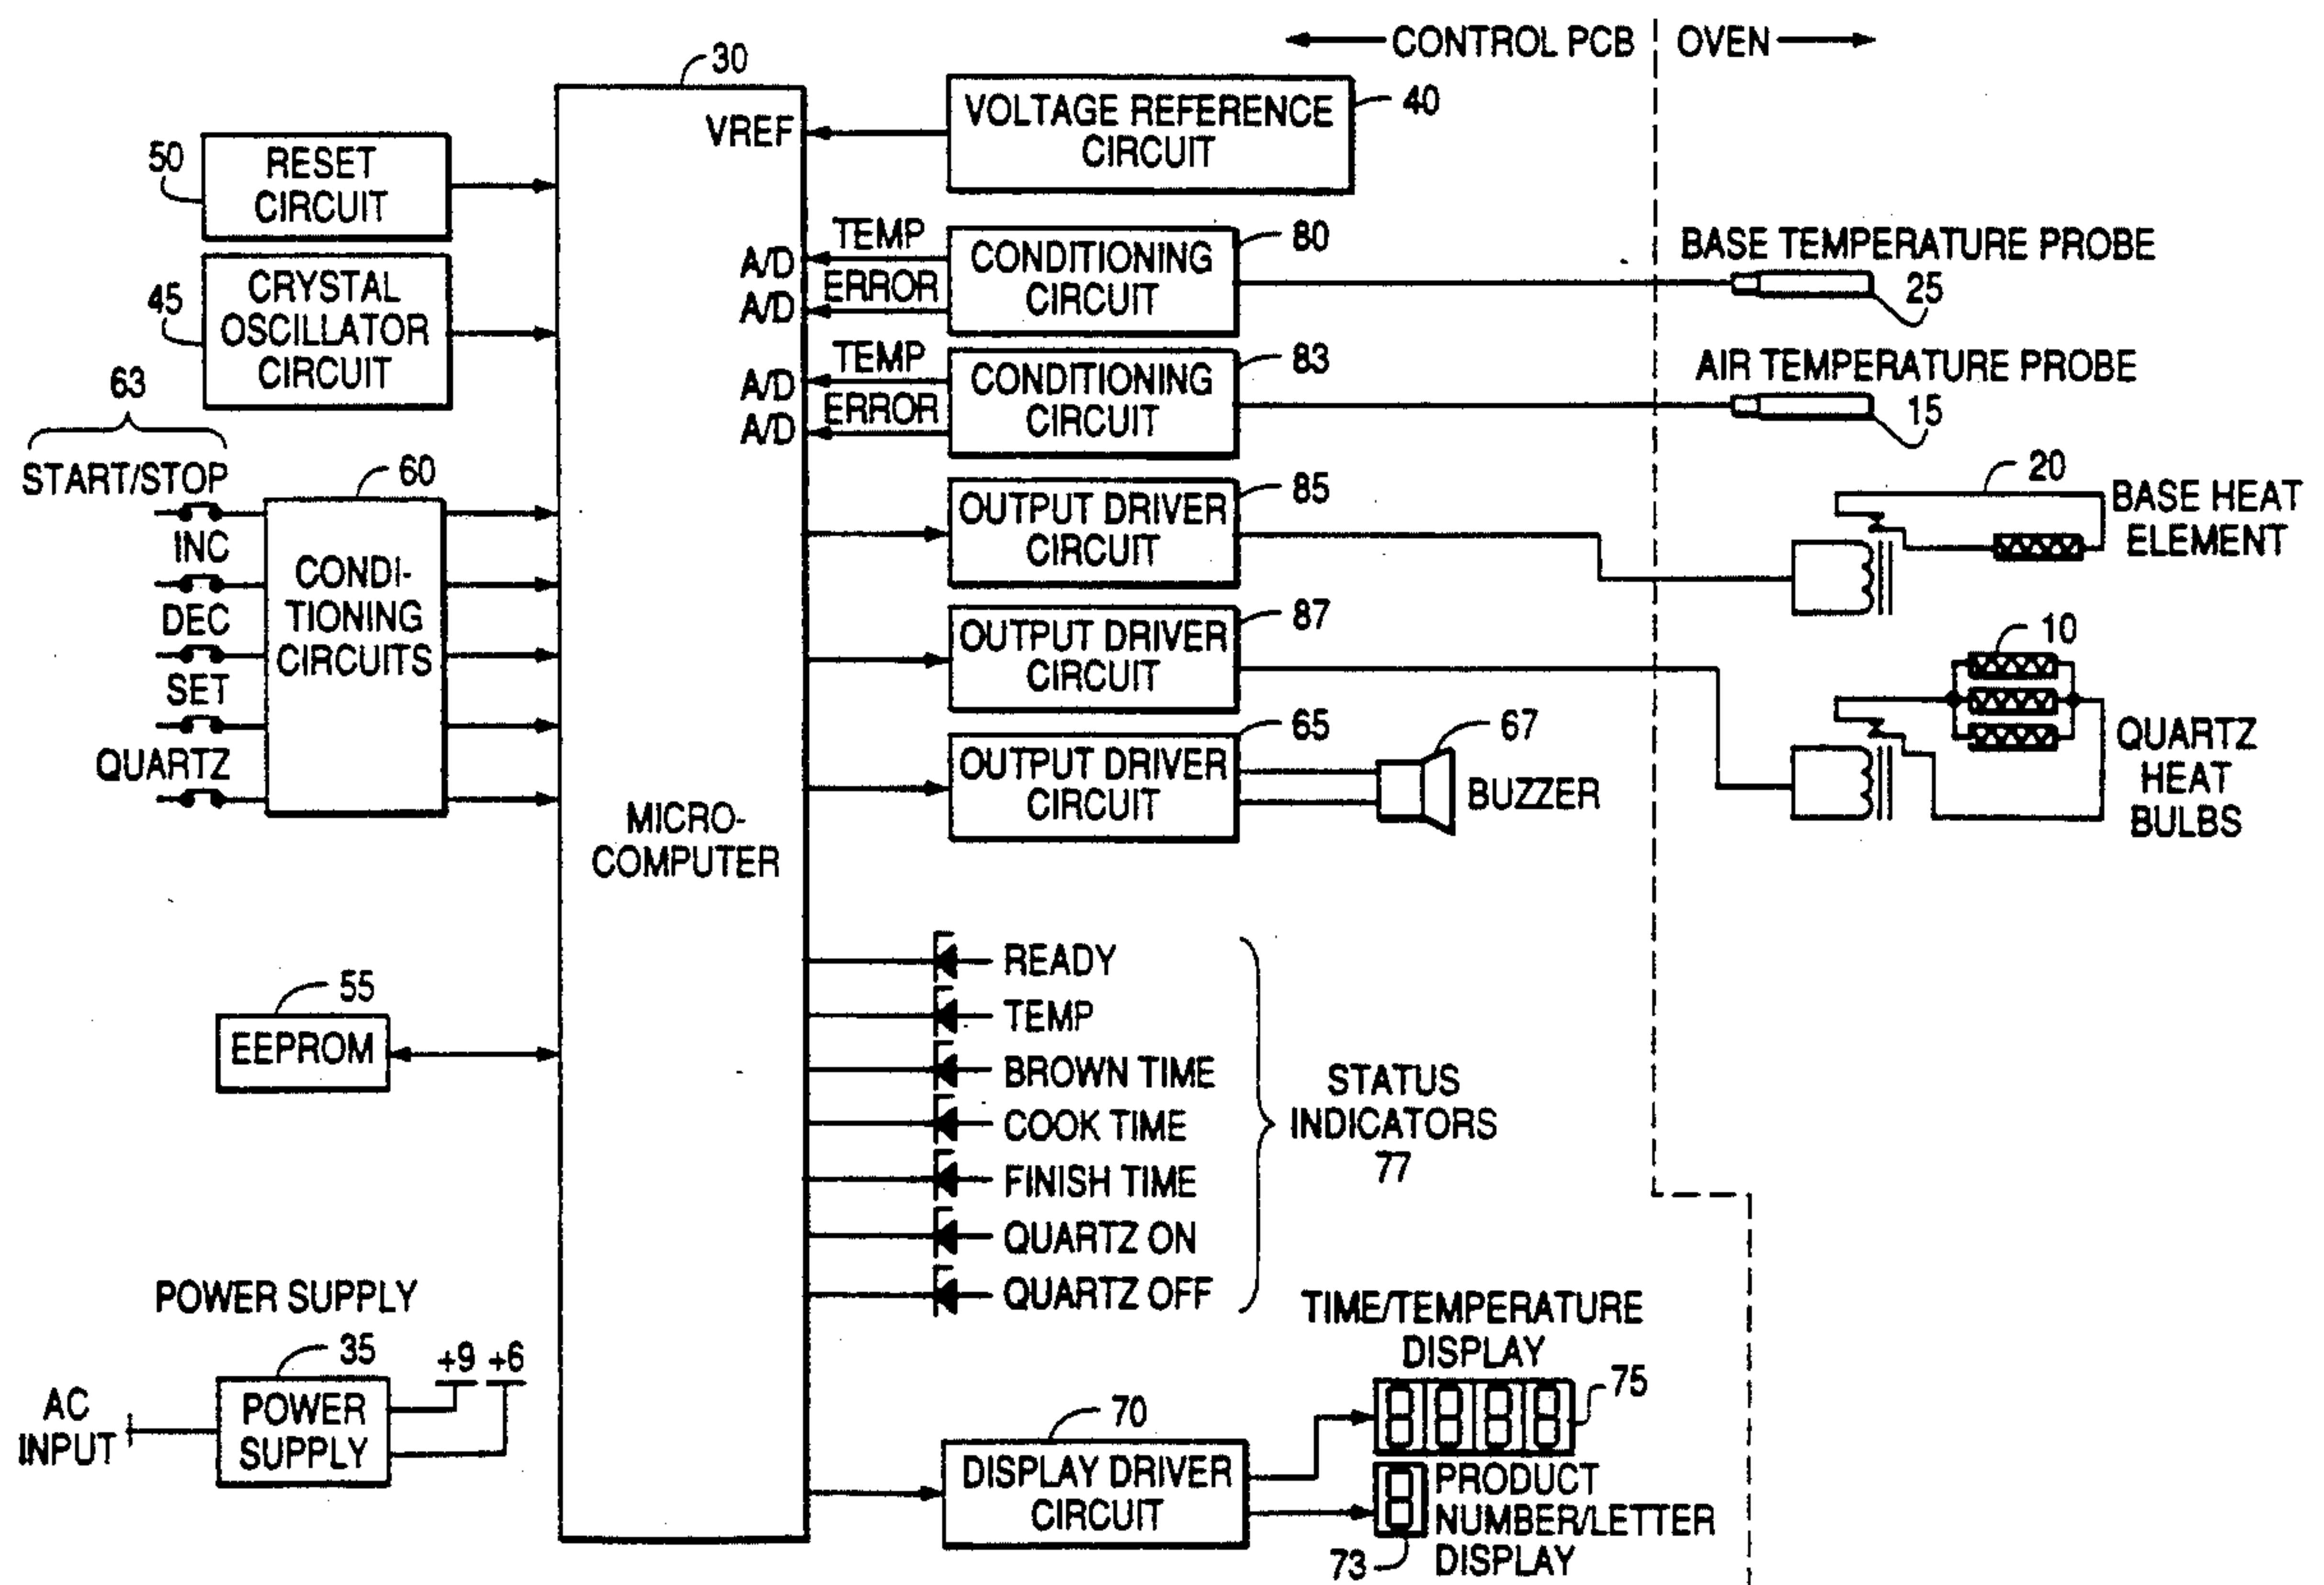 CONTROL PCB
OVEN
30
VREF
VOLTAGE REFERENCE
CIRCUIT
40
50
RESET
CIRCUIT
45
CRYSTAL
OSCILLATOR
CIRCUIT
A/D
TEMP
A/D
ERROR
CONDITIONING
CIRCUIT
80
BASE TEMPERATURE PROBE
25
A/D
TEMP
A/D
ERROR
CONDITIONING
CIRCUIT
83
AIR TEMPERATURE PROBE
15
63
START/STOP
INC
DEC
SET
QUARTZ
60
CONDI-
TIONING
CIRCUITS
OUTPUT DRIVER
CIRCUIT
85
20
BASE HEAT
ELEMENT
OUTPUT DRIVER
CIRCUIT
87
10
QUARTZ
HEAT
BULBS
OUTPUT DRIVER
CIRCUIT
65
67
BUZZER
MICRO-
COMPUTER
55
EEPROM
READY
TEMP
BROWN TIME
COOK TIME
FINISH TIME
QUARTZ ON
QUARTZ OFF
STATUS
INDICATORS
77
POWER SUPPLY
35
+9 +6
AC
INPUT
POWER
SUPPLY
TIME/TEMPERATURE
DISPLAY
8888
75
70
DISPLAY DRIVER
CIRCUIT
8
73
PRODUCT
NUMBER/LETTER
DISPLAY